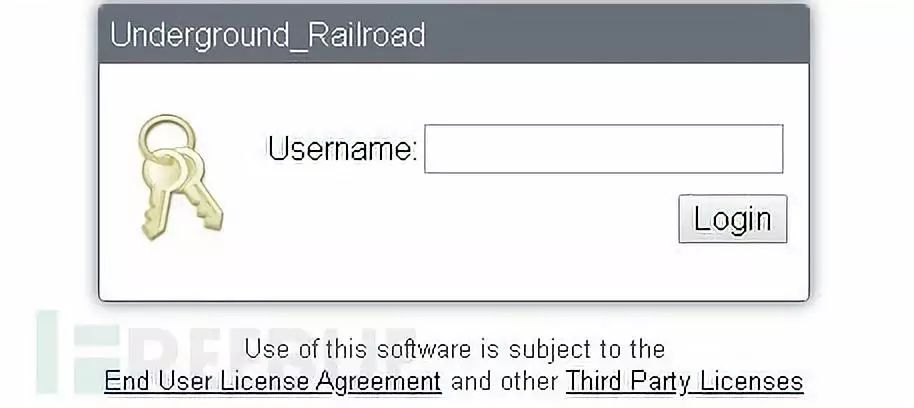 Underground_Railroad
Username:
Login
FREEBUF
Use of this software is subject to the
End User License Agreement and other Third Party Licenses